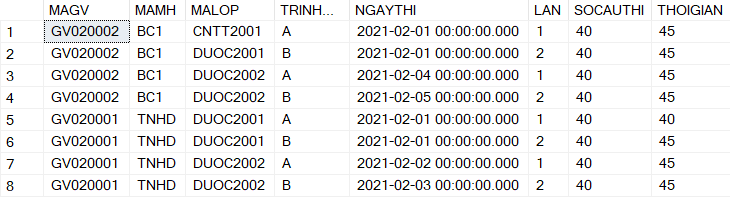 MAGV MAMH MALOP TRINH... NGAYTHI LAN SOCAUTHI THOIGIAN
1 GV020002 BC1 CNTT2001 A 2021-02-01 00:00:00.000 1 40 45
2 GV020002 BC1 DUOC2001 B 2021-02-01 00:00:00.000 2 40 45
3 GV020002 BC1 DUOC2002 A 2021-02-04 00:00:00.000 1 40 45
4 GV020002 BC1 DUOC2002 B 2021-02-05 00:00:00.000 2 40 45
5 GV020001 TNHD DUOC2001 A 2021-02-01 00:00:00.000 1 40 40
6 GV020001 TNHD DUOC2001 B 2021-02-01 00:00:00.000 2 40 45
7 GV020001 TNHD DUOC2002 A 2021-02-02 00:00:00.000 1 40 45
8 GV020001 TNHD DUOC2002 B 2021-02-03 00:00:00.000 2 40 45